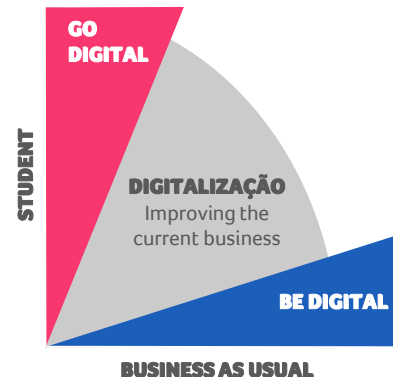 GO
DIGITAL
STUDENT
DIGITALIZAÇÃO
Improving the
current business
BE DIGITAL
BUSINESS AS USUAL